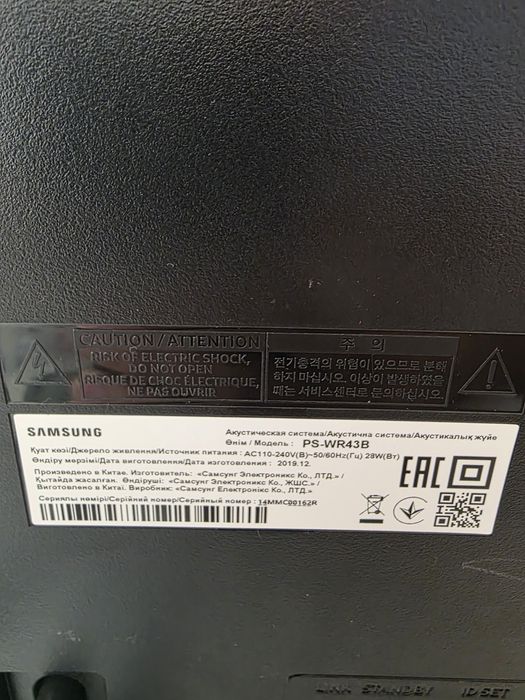 CAUTION/ATTENTION
RISK OF ELECTRIC SHOCK,
DO NOT OPEN
RISQUE DE CHOC ÉLECTRIQUE,
NE PAS OUVRIR
주 의
전기충격의 위험이 있으므로 분해
하지 마십시오. 이상이 발생하였을
때는 서비스센터로 문의하십시오.
SAMSUNG
Акустическая система/Акустична система/Акустикалық жүйе
Өнім / Модель : PS-WR43B
Қуат көзі/Джерело живлення/Источник питания : AC110-240V(В)~50/60Hz(Гц) 28W(Вт)
Өндіру мерзімі/Дата виготовлення/Дата изготовления : 2019.12.
Произведено в Китае. Изготовитель: «Самсунг Электроникс Ко., ЛТД.» /
Қытайда жасалған. Өндіруші: «Самсунг Електроникс Ко., ЖШС.» /
Виготовлено в Китаї. Виробник: «Самсунг Електронікс Ко., ЛТД.»
Сериялы нөмірі/Серійний номер/Серийный номер : 14MMC00162R
EAC
LINK STANDBY ID SET